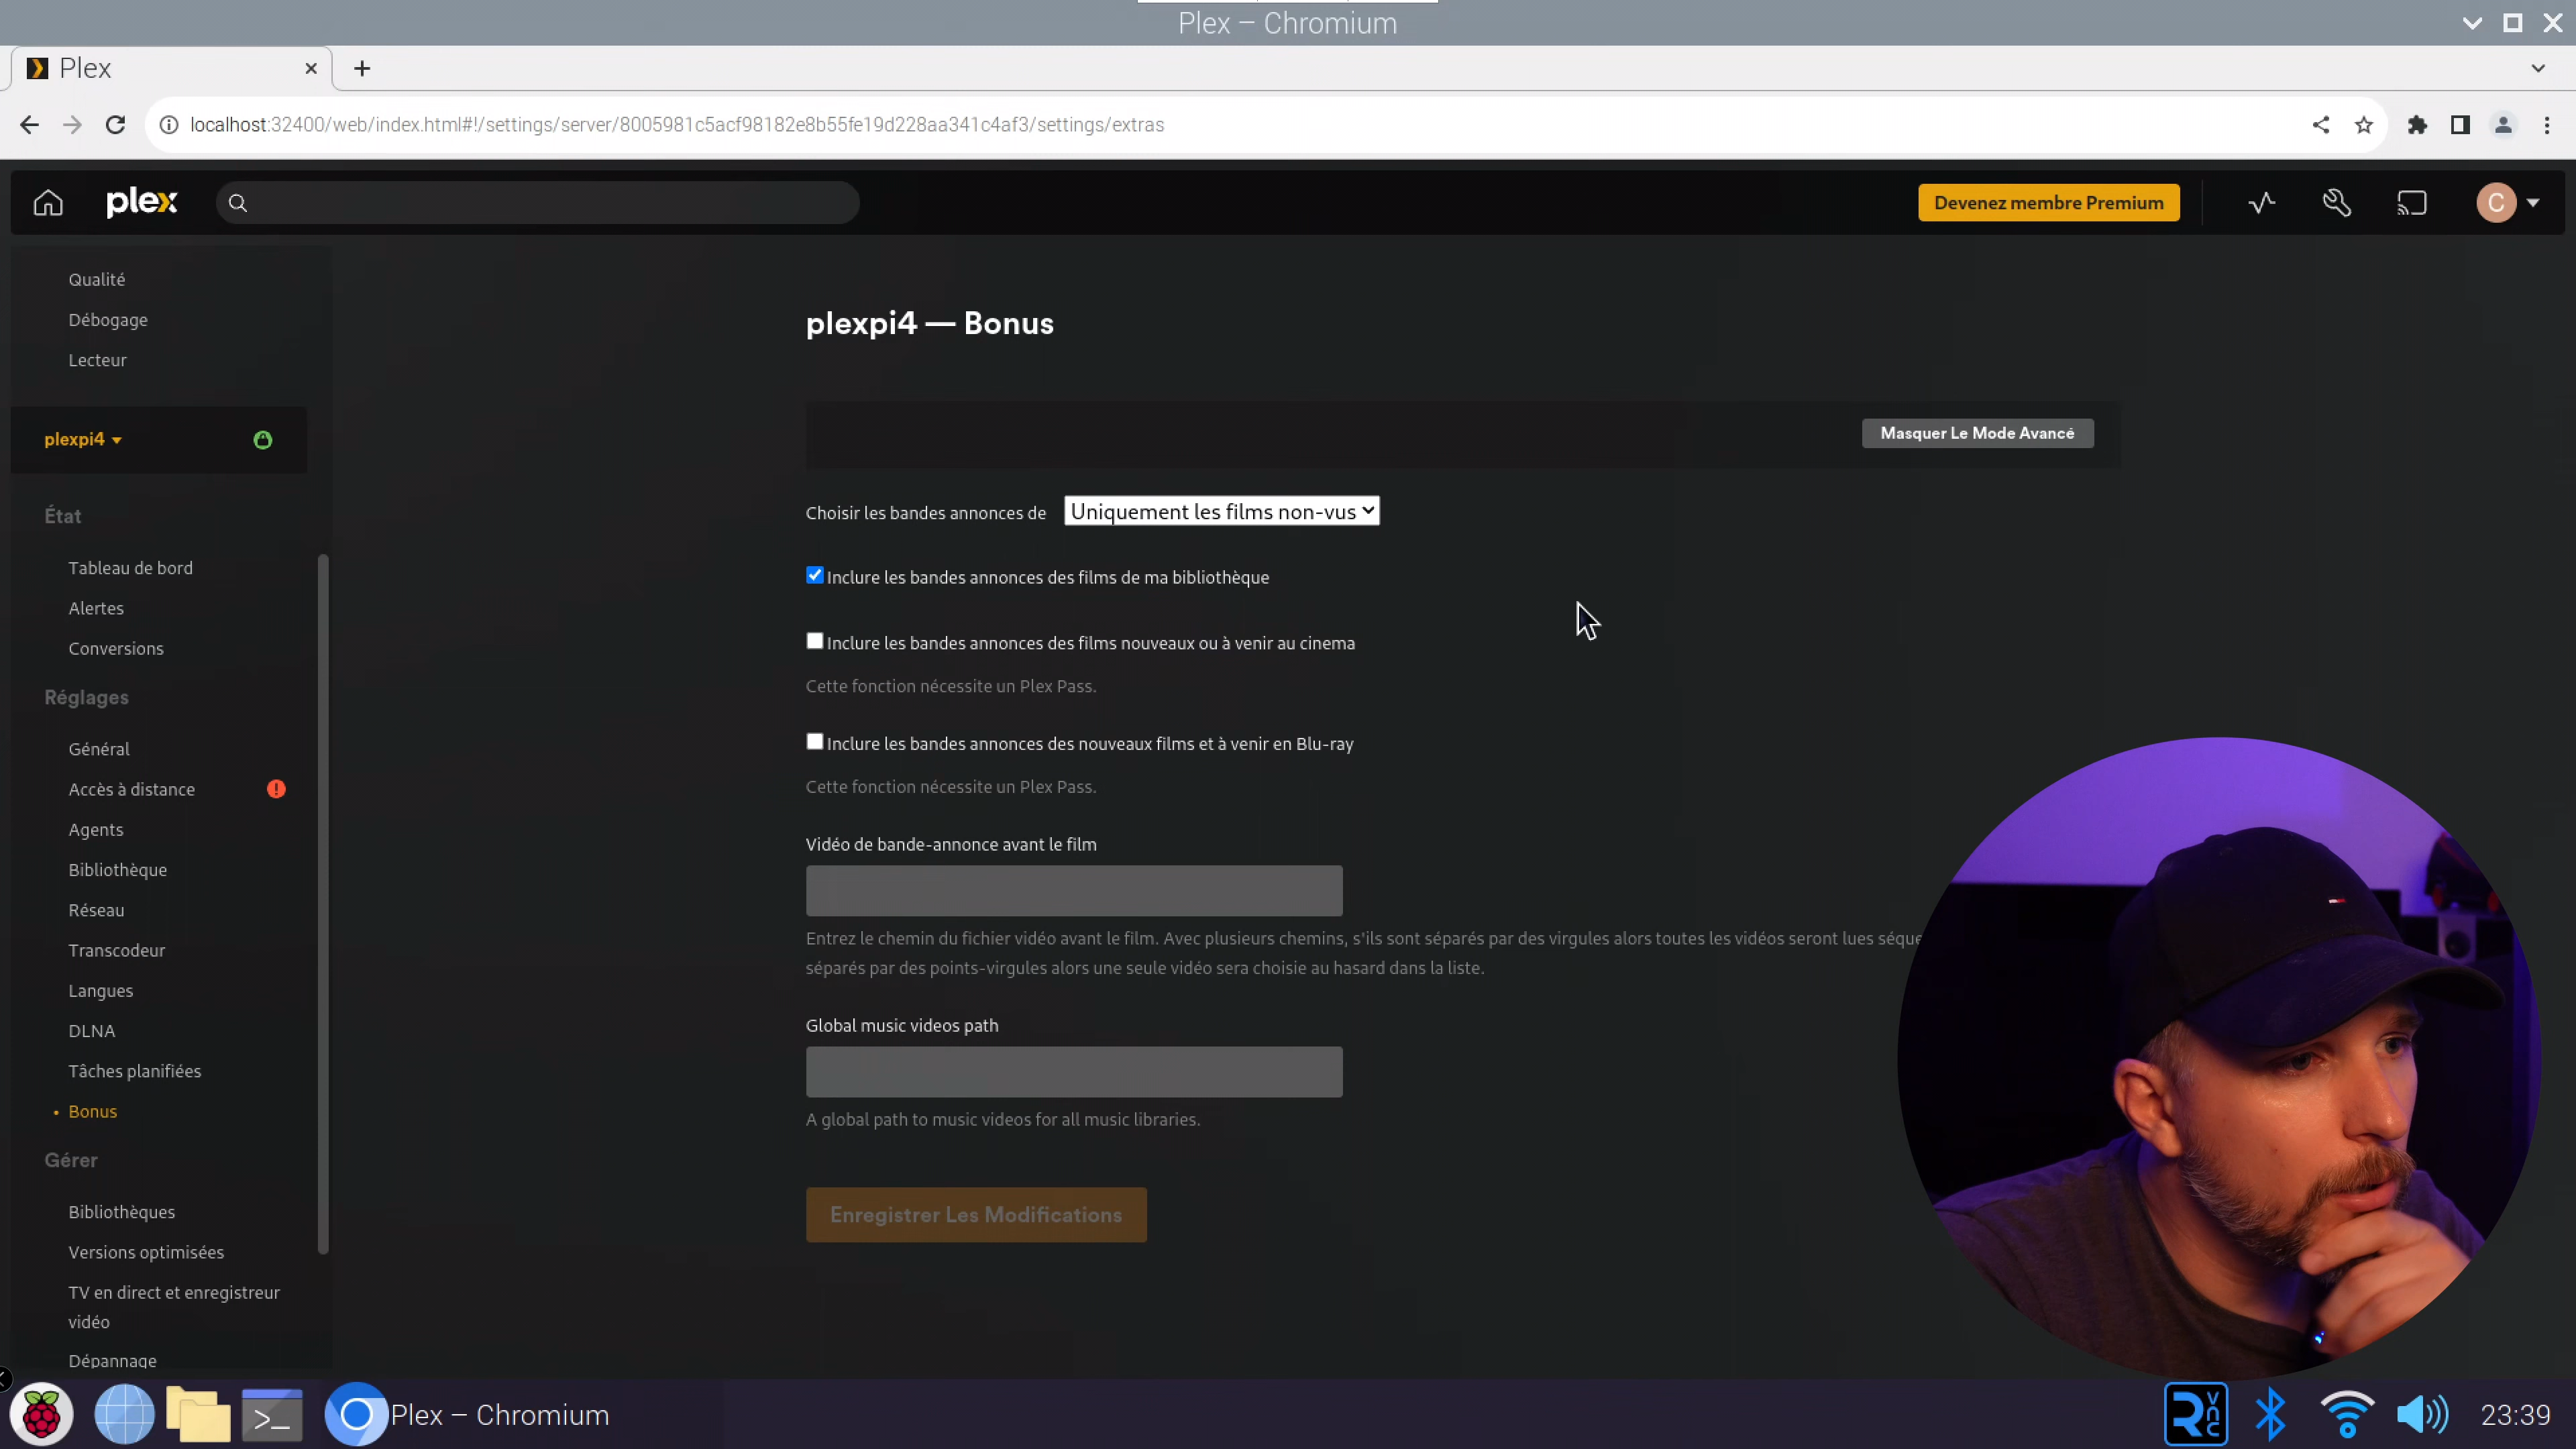 Plex – Chromium
Plex
localhost:32400/web/index.html#!/settings/server/8005981c5acf98182e8b55fe19d228aa341c4af3/settings/extras
plex
Devenez membre Premium
C
Qualité
Débogage
Lecteur
plexpi4
État
Tableau de bord
Alertes
Conversions
Réglages
Général
Accès à distance
Agents
Bibliothèque
Réseau
Transcodeur
Langues
DLNA
Tâches planifiées
Bonus
Gérer
Bibliothèques
Versions optimisées
TV en direct et enregistreur
vidéo
Dépannage
plexpi4 — Bonus
Masquer Le Mode Avancé
Choisir les bandes annonces de Uniquement les films non-vus
Inclure les bandes annonces des films de ma bibliothèque
Inclure les bandes annonces des films nouveaux ou à venir au cinema
Cette fonction nécessite un Plex Pass.
Inclure les bandes annonces des nouveaux films et à venir en Blu-ray
Cette fonction nécessite un Plex Pass.
Vidéo de bande-annonce avant le film
Entrez le chemin du fichier vidéo avant le film. Avec plusieurs chemins, s'ils sont séparés par des virgules alors toutes les vidéos seront lues séque
séparés par des points-virgules alors une seule vidéo sera choisie au hasard dans la liste.
Global music videos path
A global path to music videos for all music libraries.
Enregistrer Les Modifications
Plex – Chromium
VNC
23:39